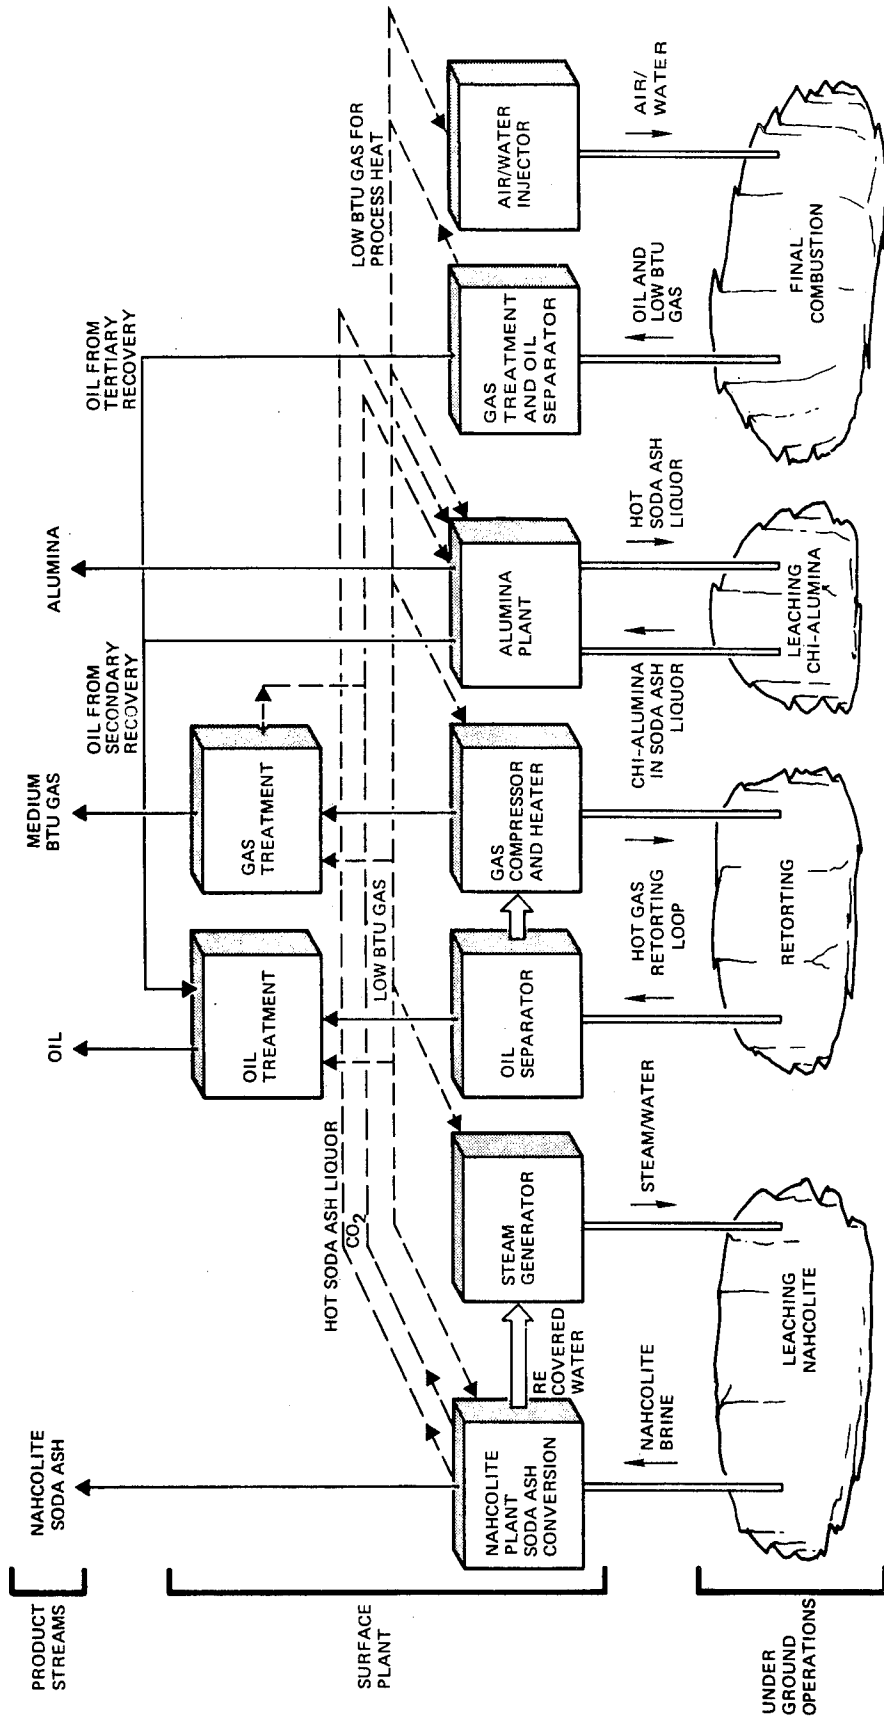 PRODUCT
STREAMS
NAHCOLITE
SODA ASH
OIL
MEDIUM
BTU GAS
ALUMINA
SURFACE
PLANT
OIL FROM
SECONDARY
RECOVERY
OIL FROM
TERTIARY
RECOVERY
OIL
TREATMENT
GAS
TREATMENT
HOT SODA ASH LIQUOR
CO2
LOW BTU GAS
LOW BTU GAS FOR
PROCESS HEAT
NAHCOLITE
PLANT
SODA ASH
CONVERSION
RE
COVERED
WATER
STEAM
GENERATOR
OIL
SEPARATOR
GAS
COMPRESSOR
AND HEATER
ALUMINA
PLANT
GAS
TREATMENT
AND OIL
SEPARATOR
AIR/WATER
INJECTOR
NAHCOLITE
BRINE
STEAM/WATER
HOT GAS
RETORTING
LOOP
CHI-ALUMINA
IN SODA ASH
LIQUOR
HOT
SODA ASH
LIQUOR
OIL AND
LOW BTU
GAS
AIR/
WATER
UNDER
GROUND
OPERATIONS
LEACHING
NAHCOLITE
RETORTING
LEACHING
CHI-ALUMINA
FINAL
COMBUSTION